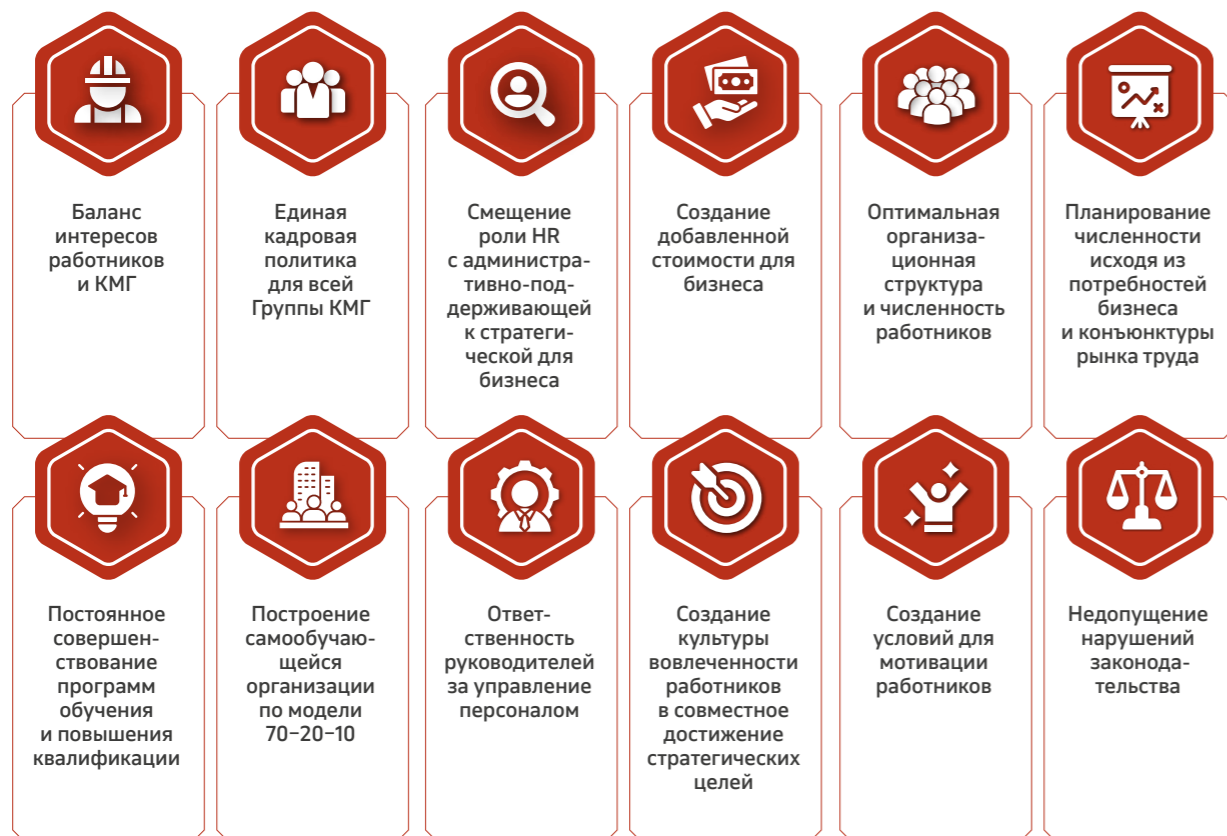 Баланс
интересов
работников
и КМГ
Единая
кадровая
политика
для всей
Группы КМГ
Смещение
роли HR
с администра-
тивно-под-
держивающей
к стратеги-
ческой для
бизнеса
Создание
добавленной
стоимости для
бизнеса
Оптимальная
организа-
ционная
структура
и численность
работников
Планирование
численности
исходя из
потребностей
бизнеса
и конъюнктуры
рынка труда
Постоянное
совершен-
ствование
программ
обучения
и повышения
квалификации
Построение
самообучаю-
щейся
организации
по модели
70–20–10
Ответ-
ственность
руководителей
за управление
персоналом
Создание
культуры
вовлеченности
работников
в совместное
достижение
стратегических
целей
Создание
условий для
мотивации
работников
Недопущение
нарушений
законода-
тельства